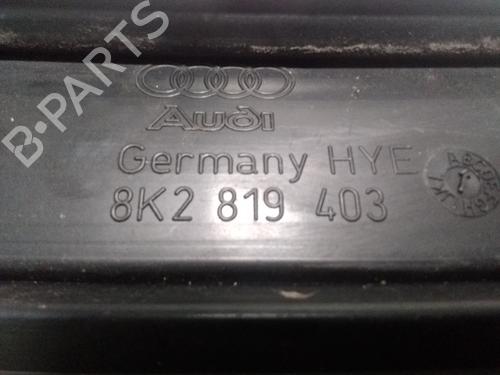 B-PARTS
Audi
Germany HYE
8K2 819 403